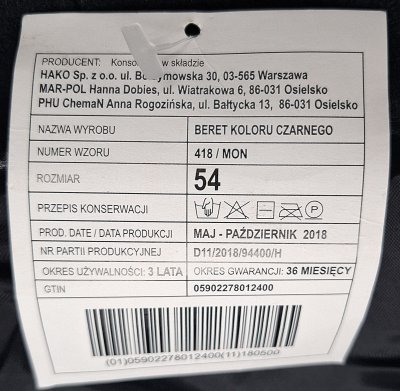 PRODUCENT: w składzie
HAKO Sp. z o.o. ul. 30, 03-565 Warszawa
MAR-POL Hanna Dobies, ul. Wiatrakowa 6, 86-031 Osielsko
PHU ChemaN Anna Rogozińska, ul. Bałtycka 13, 86-031 Osielsko
NAZWA WYROBU BERET KOLORU CZARNEGO
NUMER WZORU 418 / MON
ROZMIAR 54
PRZEPIS KONSERWACJI
PROD. DATE / DATA PRODUKCJI MAJ - PAŹDZIERNIK 2018
NR PARTII PRODUKCYJNEJ D11/2018/94400/H
OKRES UŻYWALNOŚCI: 3 LATA OKRES GWARANCJI: 36 MIESIĘCY
GTIN 05902278012400
(01)05902278012400(11)180500